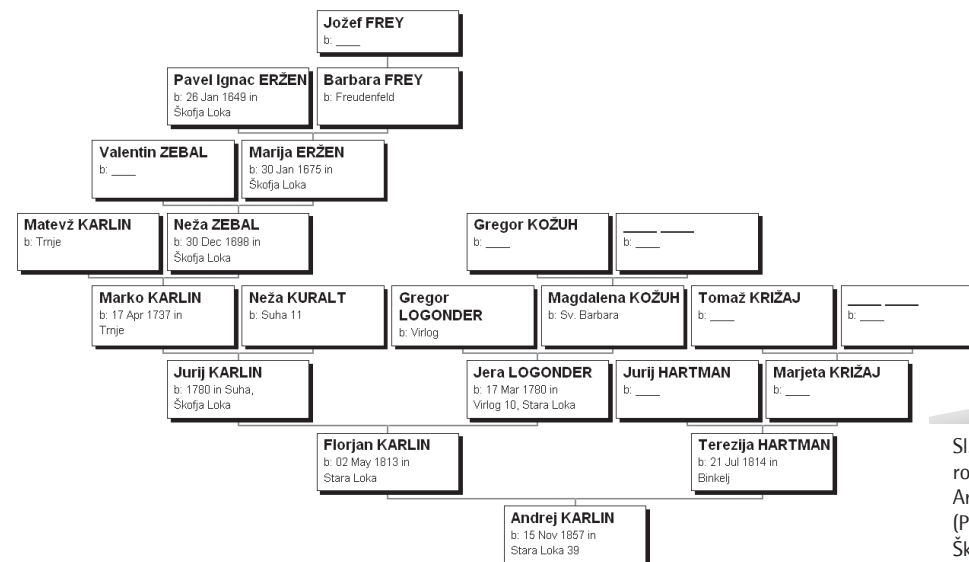 Jožef FREY
b: ____
Pavel Ignac ERŽEN
b: 26 Jan 1649 in
Škofja Loka
Barbara FREY
b: Freudenfeld
Valentin ZEBAL
b: ____
Marija ERŽEN
b: 30 Jan 1675 in
Škofja Loka
Matevž KARLIN
b: Trnje
Neža ZEBAL
b: 30 Dec 1698 in
Škofja Loka
Gregor KOŽUH
b: ____
____ ____
b: ____
Marko KARLIN
b: 17 Apr 1737 in
Trnje
Neža KURALT
b: Suha 11
Gregor
LOGONDER
b: Virlog
Magdalena KOŽUH
b: Sv. Barbara
Tomaž KRIŽAJ
b: ____
____ ____
b: ____
Jurij KARLIN
b: 1780 in Suha,
Škofja Loka
Jera LOGONDER
b: 17 Mar 1780 in
Virlog 10, Stara Loka
Jurij HARTMAN
b: ____
Marjeta KRIŽAJ
b: ____
Florjan KARLIN
b: 02 May 1813 in
Stara Loka
Terezija HARTMAN
b: 21 Jul 1814 in
Binkelj
Andrej KARLIN
b: 15 Nov 1857 in
Stara Loka 39
ro
(P
Šk